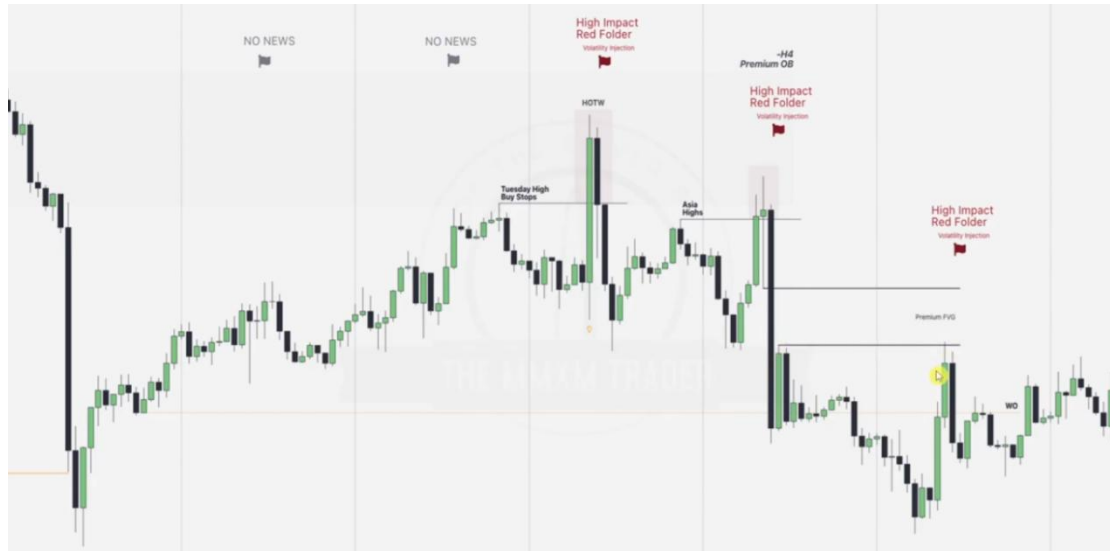 NO NEWS
NO NEWS
High Impact
Red Folder
Volatility Injection
-H4
Premium OB
High Impact
Red Folder
Volatility Injection
HOTW
Tuesday High
Buy Stops
Asia
Highs
High Impact
Red Folder
Volatility Injection
Premium FVG
WO